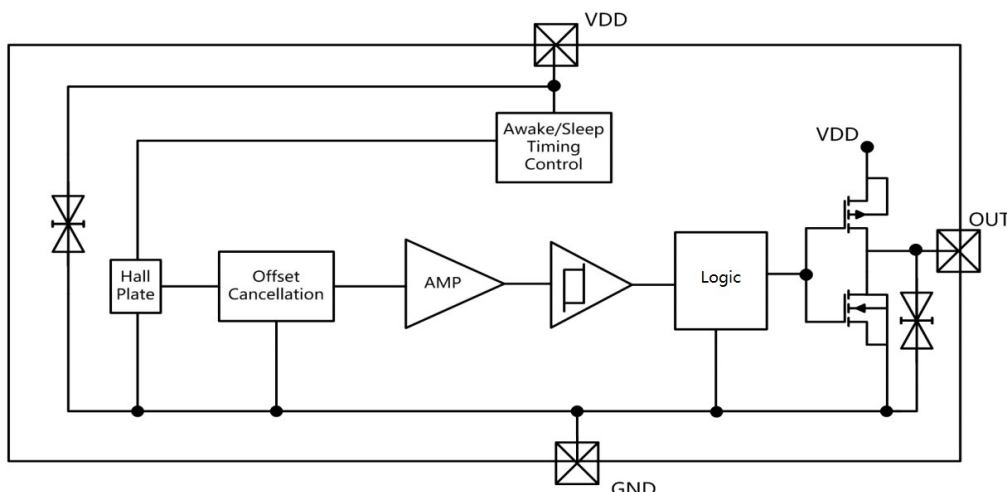 VDD
Awake/Sleep
Timing
Control
VDD
OUT
Hall
Plate
Offset
Cancellation
AMP
Logic
GND